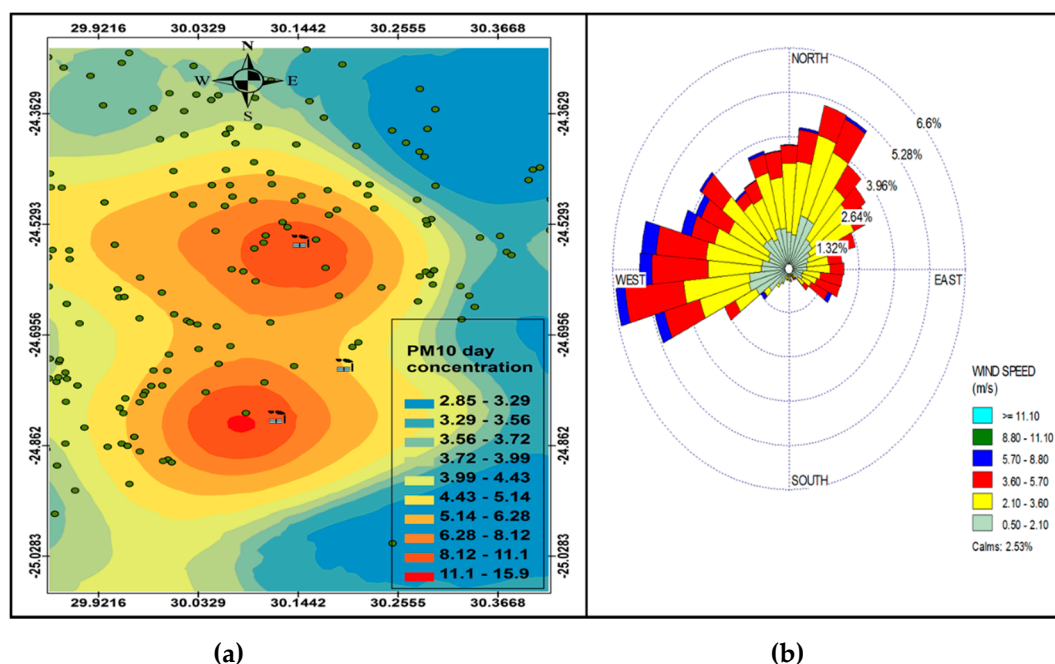 29.9216 30.0329 30.1442 30.2555 30.3668
N
W E
S
-24.3629 -24.3629
-24.5293 -24.5293
-24.6956 -24.6956
-24.862 -24.862
-25.0283 -25.0283
PM10 day
concentration
2.85 - 3.29
3.29 - 3.56
3.56 - 3.72
3.72 - 3.99
3.99 - 4.43
4.43 - 5.14
5.14 - 6.28
6.28 - 8.12
8.12 - 11.1
11.1 - 15.9
29.9216 30.0329 30.1442 30.2555 30.3668
(a)
NORTH
6.6%
5.28%
3.96%
2.64%
1.32%
WEST EAST
SOUTH
WIND SPEED
(m/s)
>= 11.10
8.80 - 11.10
5.70 - 8.80
3.60 - 5.70
2.10 - 3.60
0.50 - 2.10
Calms: 2.53%
(b)